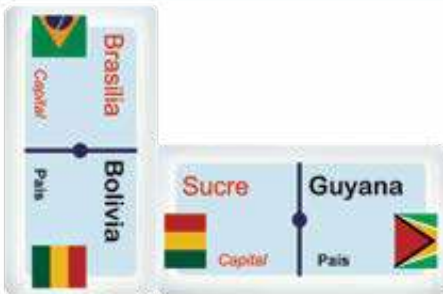 Brasilia
Capital
Bolivia
País
Sucre
Capital
Guyana
País